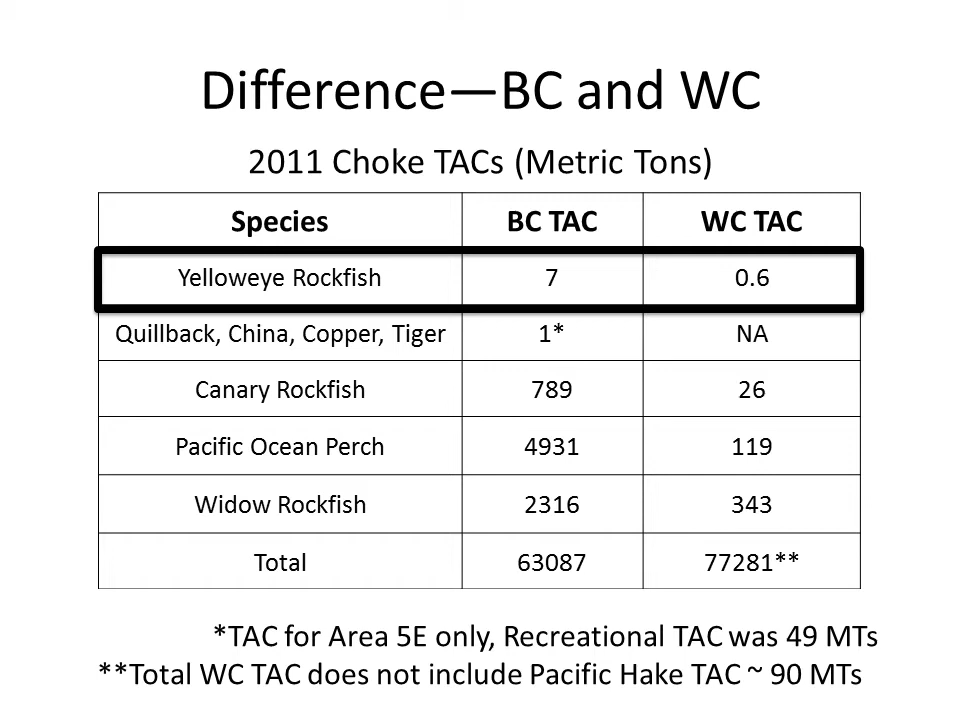 Difference—BC and WC
2011 Choke TACs (Metric Tons)
Species BC TAC WC TAC
Yelloweye Rockfish 7 0.6
Quillback, China, Copper, Tiger 1* NA
Canary Rockfish 789 26
Pacific Ocean Perch 4931 119
Widow Rockfish 2316 343
Total 63087 77281**
*TAC for Area 5E only, Recreational TAC was 49 MTs
**Total WC TAC does not include Pacific Hake TAC ~ 90 MTs